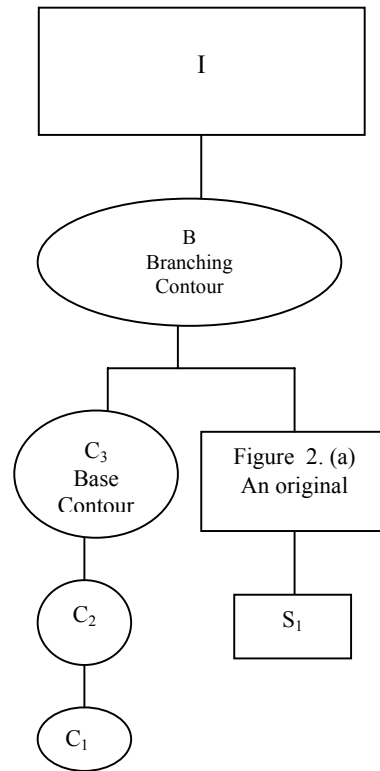 I
B
Branching
Contour
C₃
Base
Contour
Figure 2. (a)
An original
C₂
S₁
C₁